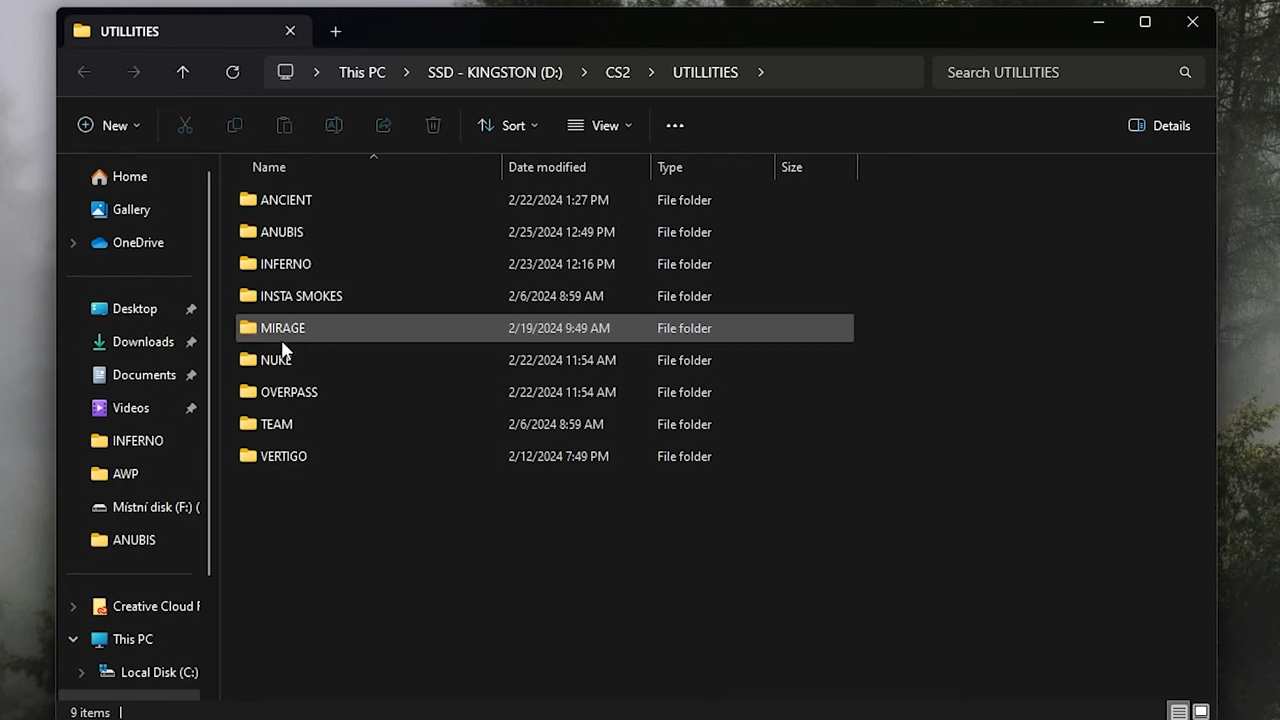 UTILLITIES
This PC > SSD - KINGSTON (D:) > CS2 > UTILLITIES >
Search UTILLITIES
New
Sort
View
Details
Name Date modified Type Size
Home
Gallery
OneDrive
Desktop
Downloads
Documents
Videos
INFERNO
AWP
Místní disk (F:) (
ANUBIS
Creative Cloud F
This PC
Local Disk (C:)
ANCIENT 2/22/2024 1:27 PM File folder
ANUBIS 2/25/2024 12:49 PM File folder
INFERNO 2/23/2024 12:16 PM File folder
INSTA SMOKES 2/6/2024 8:59 AM File folder
MIRAGE 2/19/2024 9:49 AM File folder
NUKE 2/22/2024 11:54 AM File folder
OVERPASS 2/22/2024 11:54 AM File folder
TEAM 2/6/2024 8:59 AM File folder
VERTIGO 2/12/2024 7:49 PM File folder
9 items